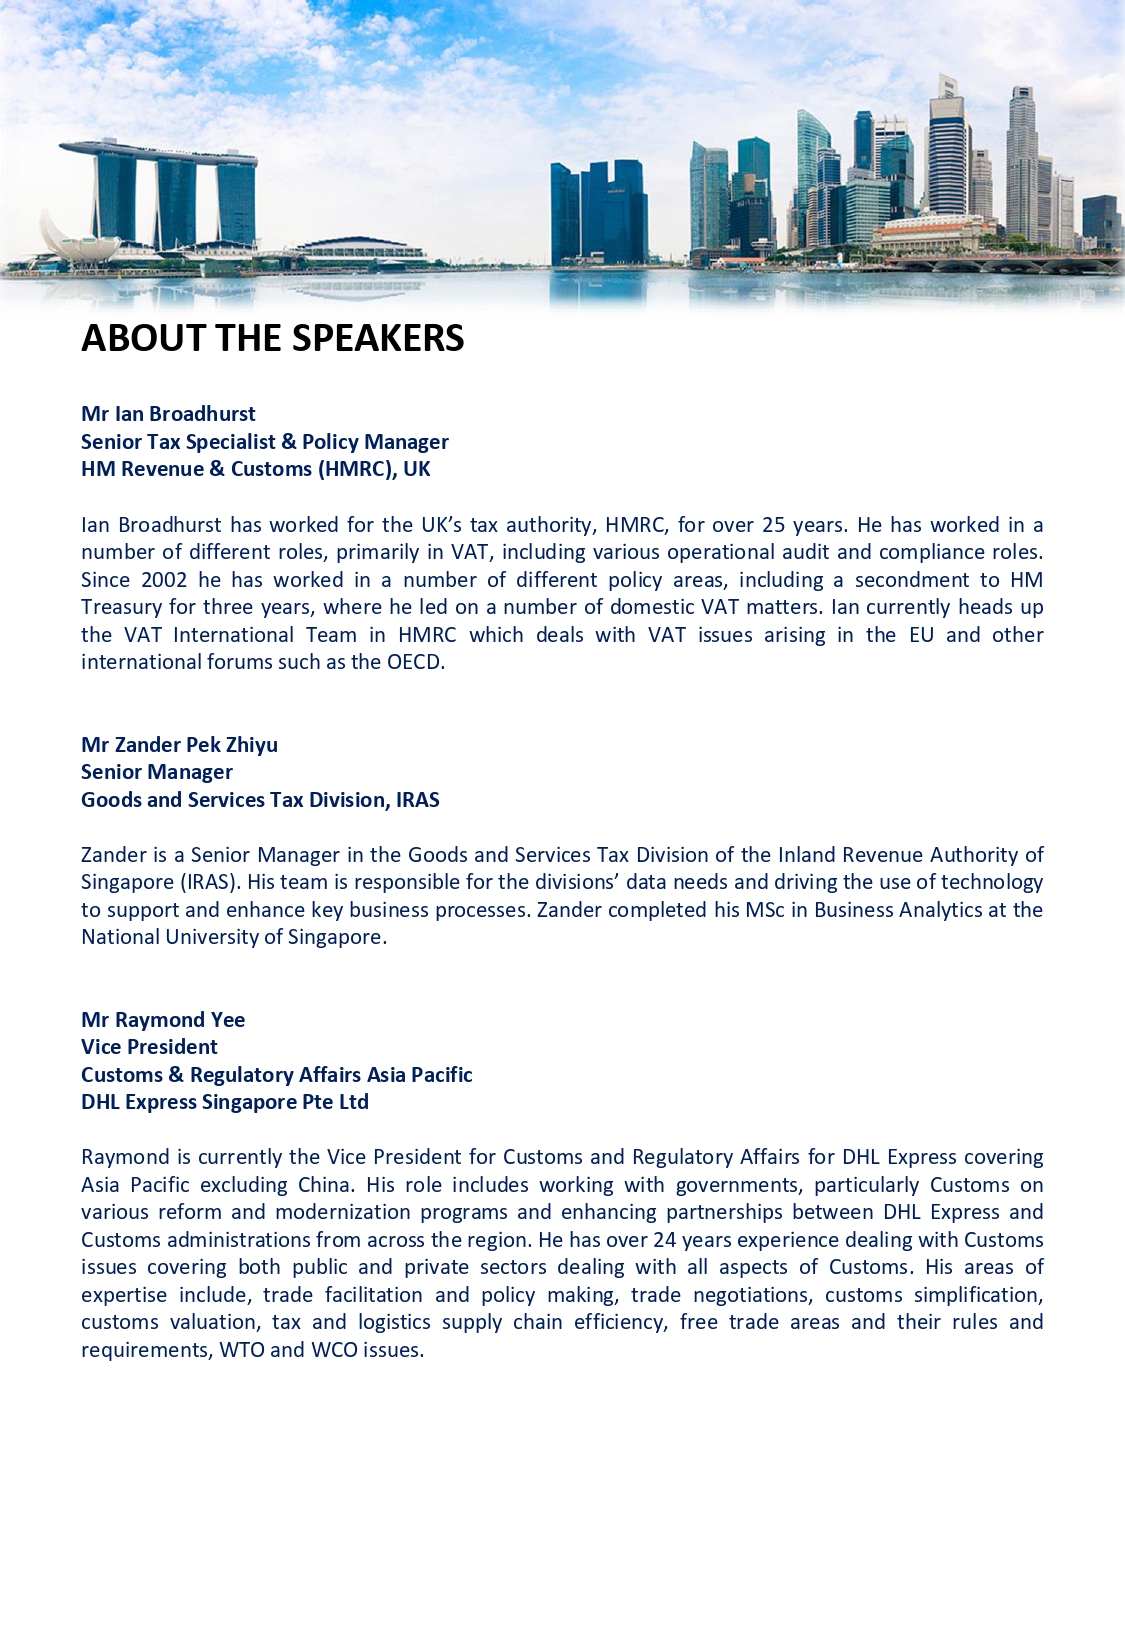 ABOUT THE SPEAKERS
Mr Ian Broadhurst
Senior Tax Specialist & Policy Manager
HM Revenue & Customs (HMRC), UK
Ian Broadhurst has worked for the UK’s tax authority, HMRC, for over 25 years. He has worked in a
number of different roles, primarily in VAT, including various operational audit and compliance roles.
Since 2002 he has worked in a number of different policy areas, including a secondment to HM
Treasury for three years, where he led on a number of domestic VAT matters. Ian currently heads up
the VAT International Team in HMRC which deals with VAT issues arising in the EU and other
international forums such as the OECD.
Mr Zander Pek Zhiyu
Senior Manager
Goods and Services Tax Division, IRAS
Zander is a Senior Manager in the Goods and Services Tax Division of the Inland Revenue Authority of
Singapore (IRAS). His team is responsible for the divisions’ data needs and driving the use of technology
to support and enhance key business processes. Zander completed his MSc in Business Analytics at the
National University of Singapore.
Mr Raymond Yee
Vice President
Customs & Regulatory Affairs Asia Pacific
DHL Express Singapore Pte Ltd
Raymond is currently the Vice President for Customs and Regulatory Affairs for DHL Express covering
Asia Pacific excluding China. His role includes working with governments, particularly Customs on
various reform and modernization programs and enhancing partnerships between DHL Express and
Customs administrations from across the region. He has over 24 years experience dealing with Customs
issues covering both public and private sectors dealing with all aspects of Customs. His areas of
expertise include, trade facilitation and policy making, trade negotiations, customs simplification,
customs valuation, tax and logistics supply chain efficiency, free trade areas and their rules and
requirements, WTO and WCO issues.